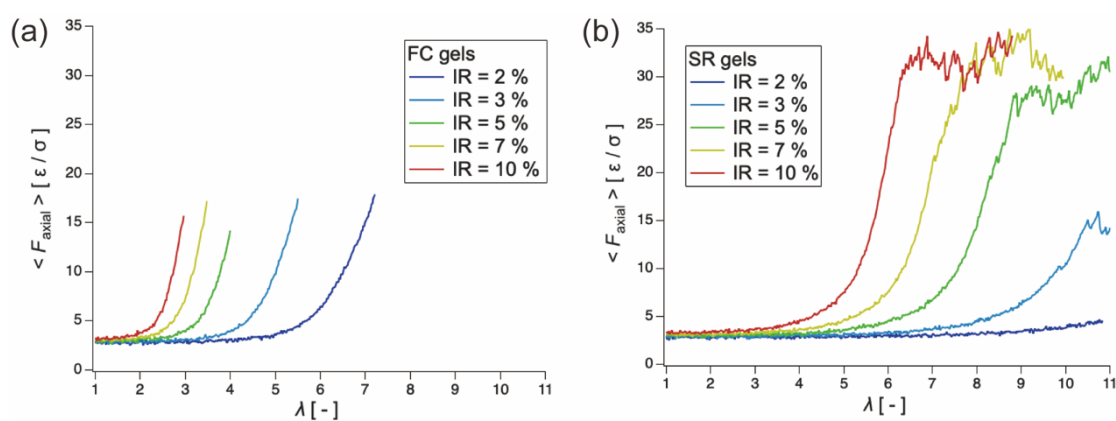 (a)
35
30
25
20
15
10
5
0
< F axial > [ ε / σ ]
FC gels
IR = 2 %
IR = 3 %
IR = 5 %
IR = 7 %
IR = 10 %
1 2 3 4 5 6 7 8 9 10 11
λ [ - ]
(b)
35
30
25
20
15
10
5
0
< F axial > [ ε / σ ]
SR gels
IR = 2 %
IR = 3 %
IR = 5 %
IR = 7 %
IR = 10 %
1 2 3 4 5 6 7 8 9 10 11
λ [ - ]